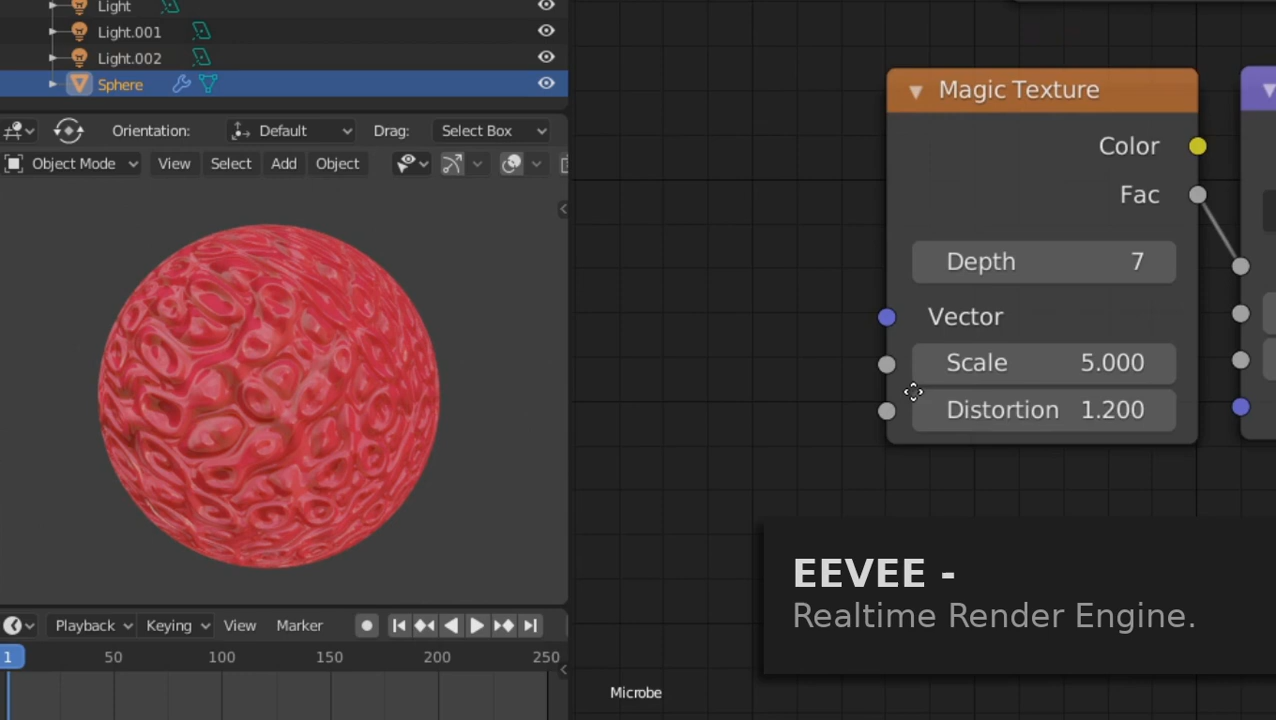 Light
Light.001
Light.002
Sphere
Orientation: Default Drag: Select Box
Object Mode View Select Add Object
Playback Keying View Marker
1 50 100 150 200 250
Magic Texture
Color
Fac
Depth 7
Vector
Scale 5.000
Distortion 1.200
EEVEE -
Realtime Render Engine.
Microbe